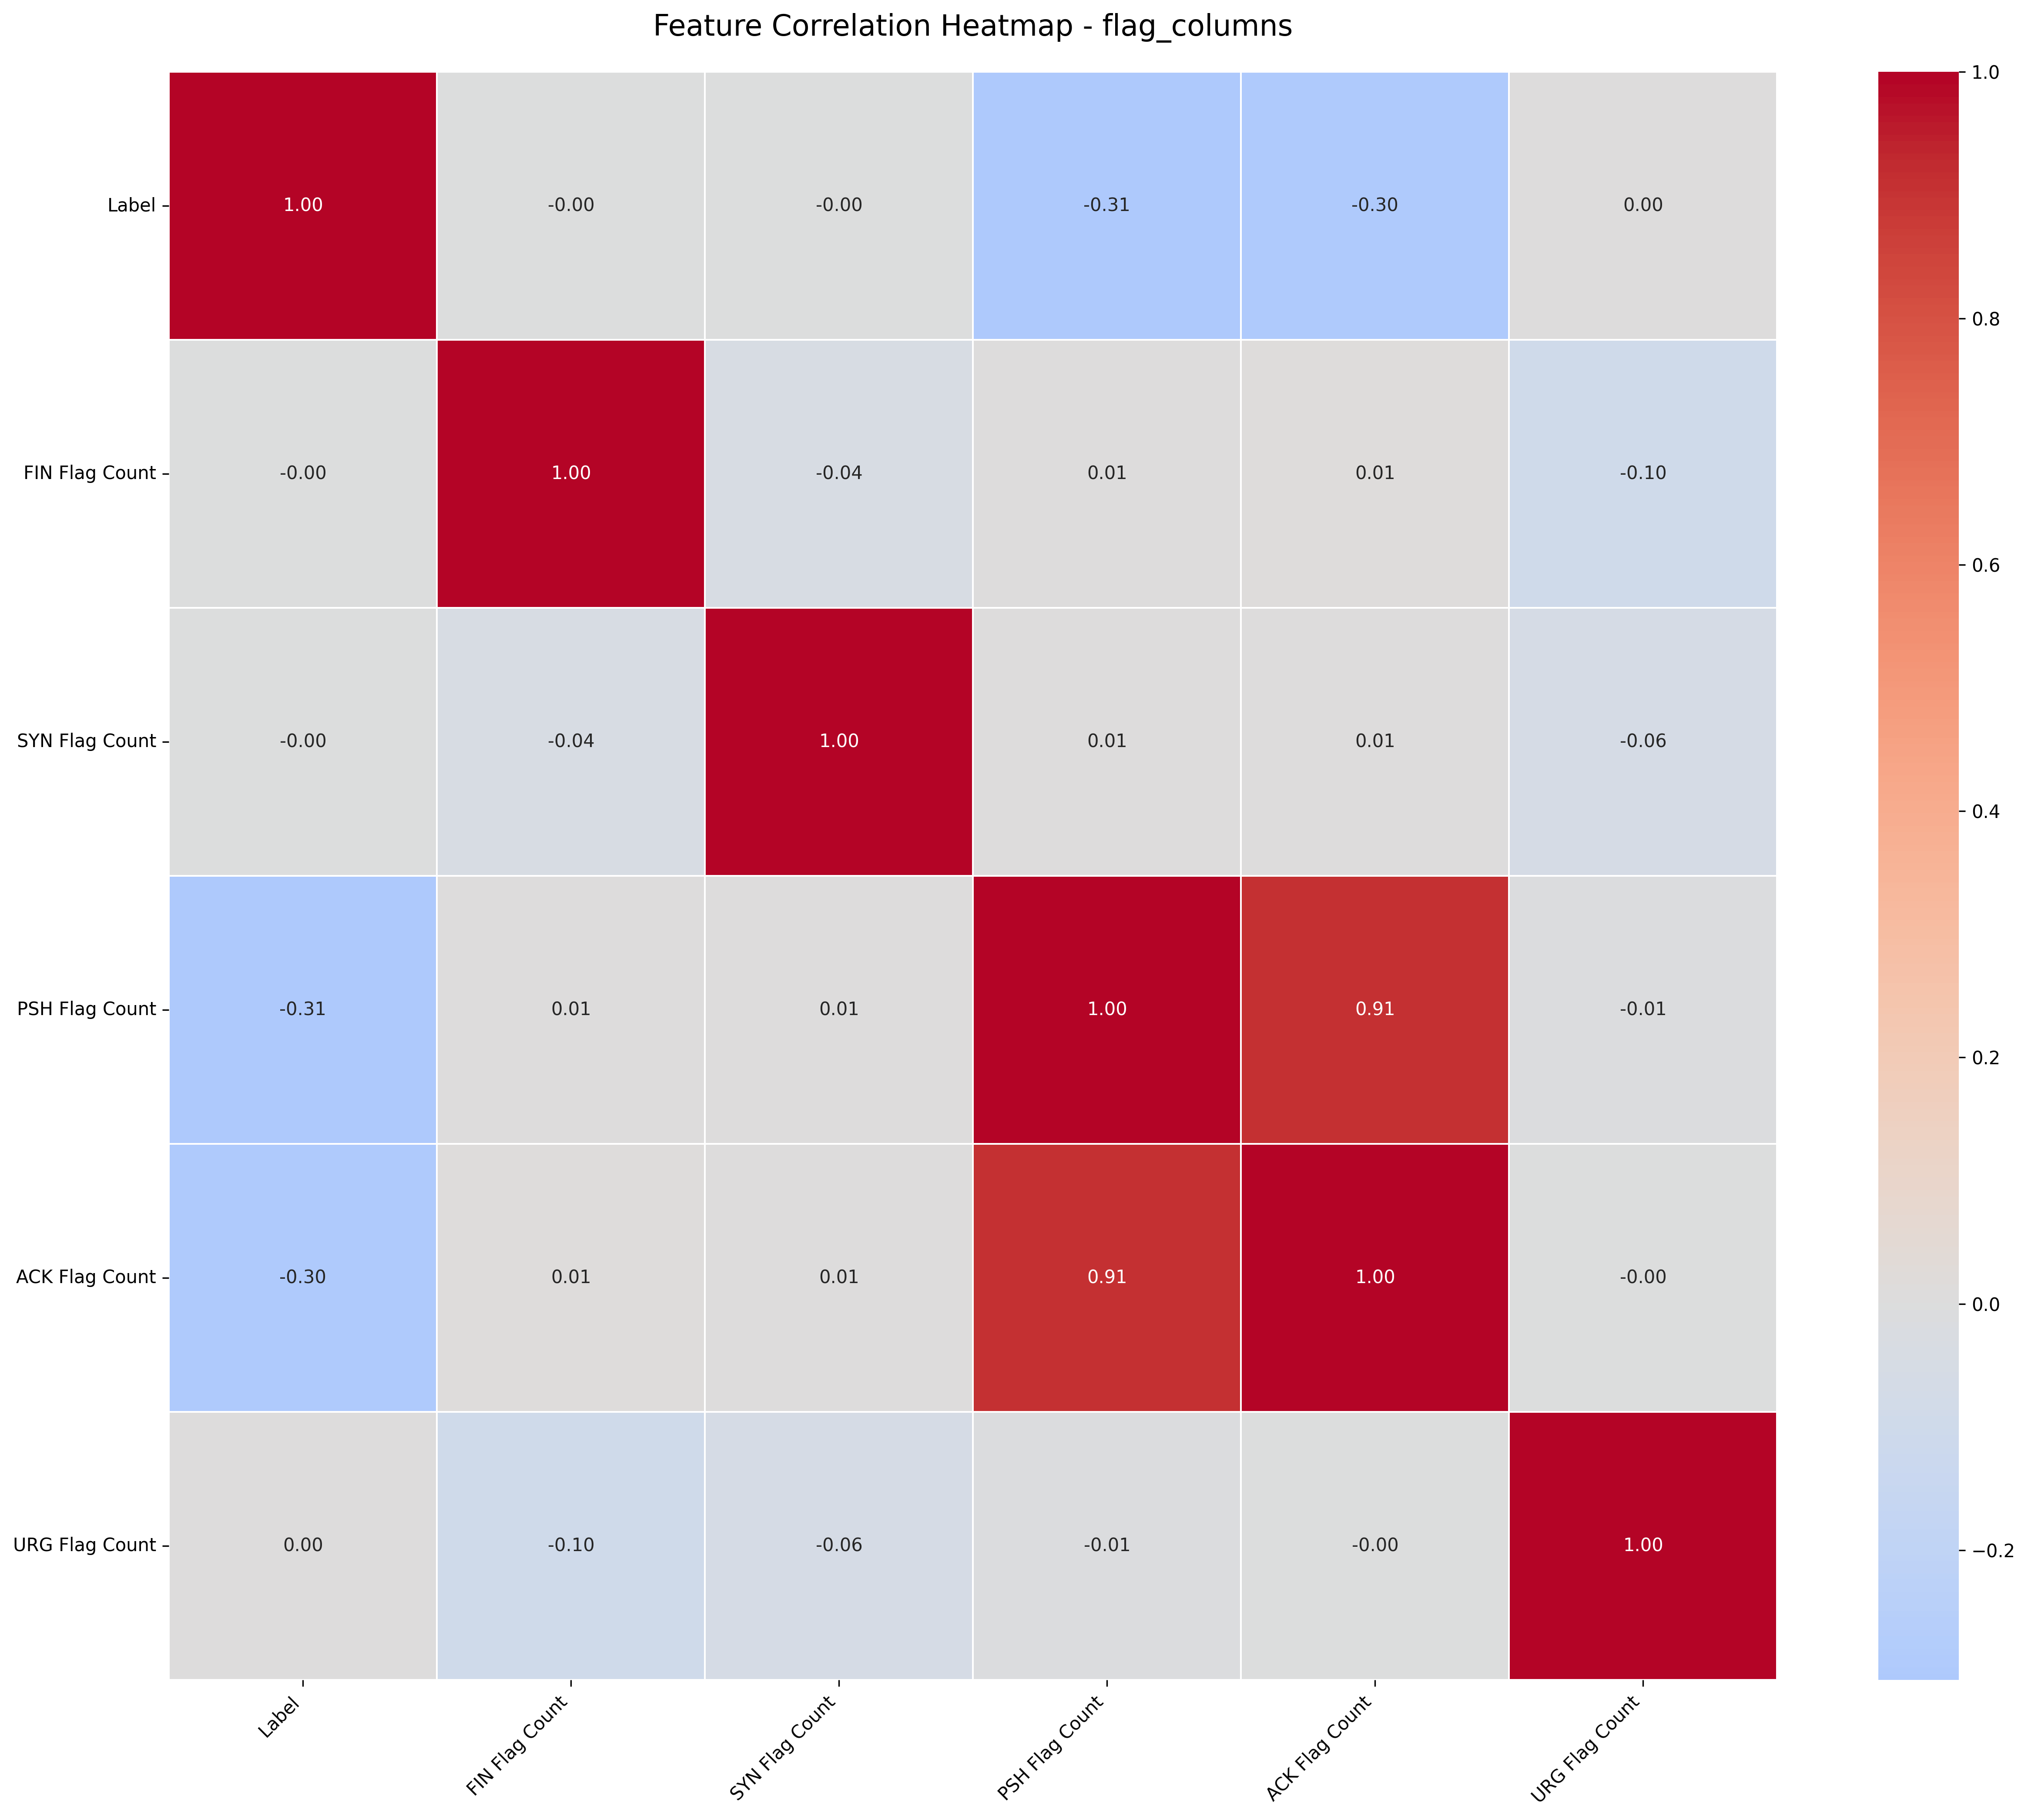 Feature Correlation Heatmap - flag_columns
Label
1.00 -0.00 -0.00 -0.31 -0.30 0.00
FIN Flag Count
-0.00 1.00 -0.04 0.01 0.01 -0.10
SYN Flag Count
-0.00 -0.04 1.00 0.01 0.01 -0.06
PSH Flag Count
-0.31 0.01 0.01 1.00 0.91 -0.01
ACK Flag Count
-0.30 0.01 0.01 0.91 1.00 -0.00
URG Flag Count
0.00 -0.10 -0.06 -0.01 -0.00 1.00
Label
FIN Flag Count
SYN Flag Count
PSH Flag Count
ACK Flag Count
URG Flag Count
1.0
0.8
0.6
0.4
0.2
0.0
−0.2